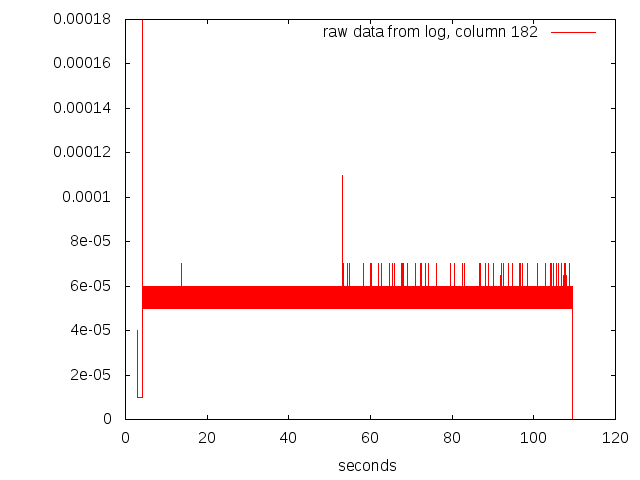 raw data from log, column 182
0.00018
0.00016
0.00014
0.00012
0.0001
8e-05
6e-05
4e-05
2e-05
0
0 20 40 60 80 100 120
seconds